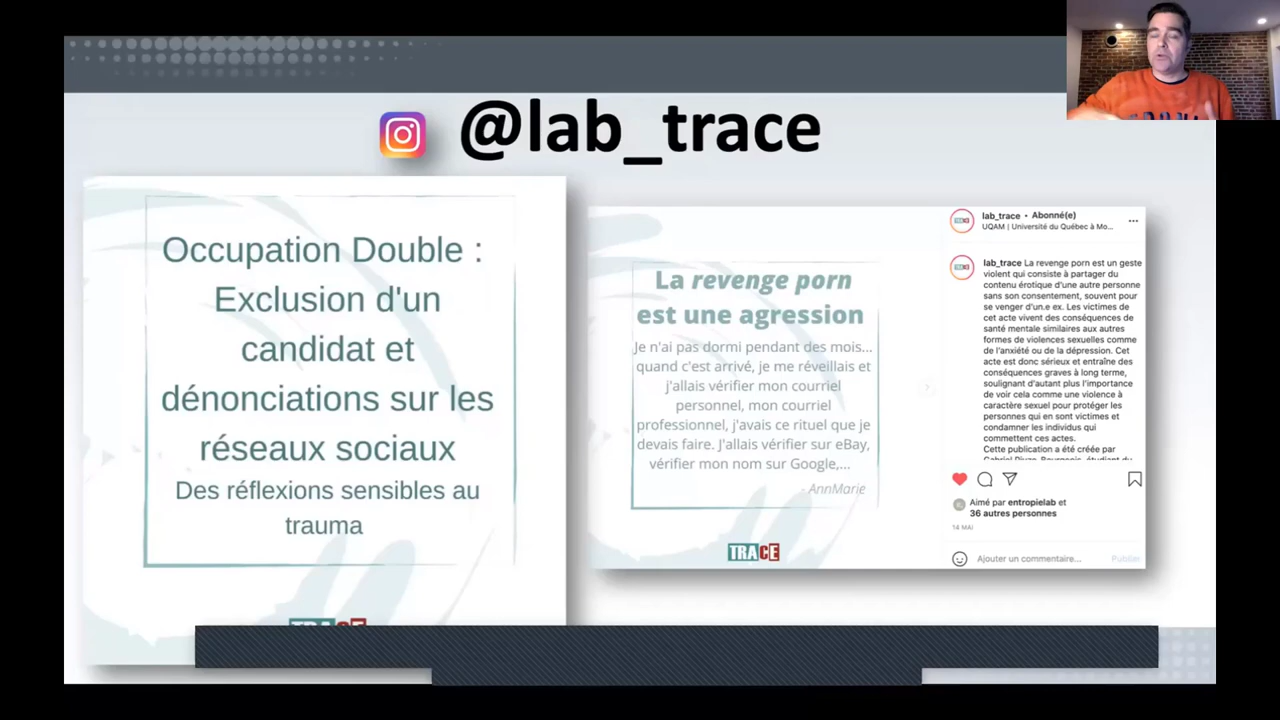 @lab_trace
Occupation Double :
Exclusion d'un
candidat et
dénonciations sur les
réseaux sociaux
Des réflexions sensibles au
trauma
TRACE
La revenge porn
est une agression
Je n'ai pas dormi pendant des mois...
quand c'est arrivé, je me réveillais et
j'allais vérifier mon courriel
personnel, mon courriel
professionnel, j'avais ce rituel que je
devais faire. J'allais vérifier sur eBay,
vérifier mon nom sur Google,...
- AnnMarie
TRACE
lab_trace • Abonné(e)
UQAM | Université du Québec à Mo...
lab_trace La revenge porn est un geste
violent qui consiste à partager du
contenu érotique d'une autre personne
sans son consentement, souvent pour
se venger d'un.e ex. Les victimes de
cet acte vivent des conséquences de
santé mentale similaires aux autres
formes de violences sexuelles comme
de l'anxiété ou de la dépression. Cet
acte est donc sérieux et entraîne des
conséquences graves à long terme,
soulignant d'autant plus l'importance
de voir cela comme une violence à
caractère sexuel pour protéger les
personnes qui en sont victimes et
condamner les individus qui
commettent ces actes.
Cette publication a été créée par
Aimé par entropielab et
36 autres personnes
14 MAI
Ajouter un commentaire...
Publier